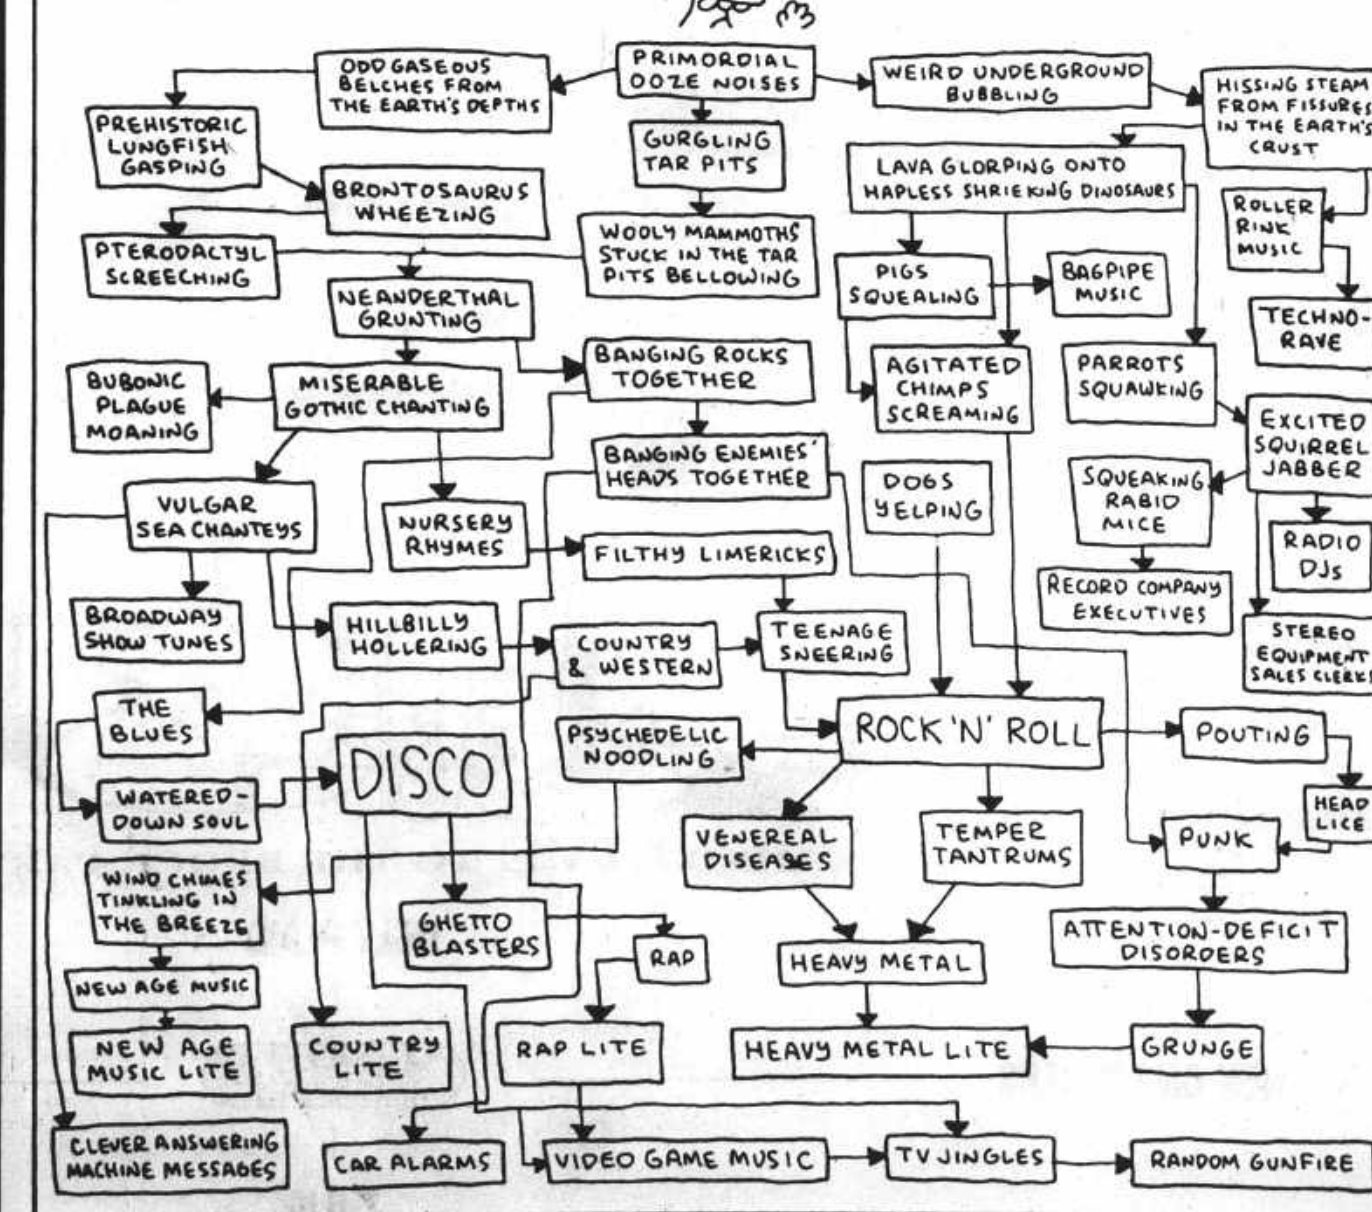 PRIMORDIAL
OOZE NOISES
ODD GASEOUS
BELCHES FROM
THE EARTH'S DEPTHS
WEIRD UNDERGROUND
BUBBLING
HISSING STEAM
FROM FISSURES
IN THE EARTH'S
CRUST
PREHISTORIC
LUNGFISH
GASPING
GURGLING
TAR PITS
LAVA GLORPING ONTO
HAPLESS SHRIEKING DINOSAURS
BRONTOSAURUS
WHEEZING
ROLLER
RINK
MUSIC
PTERODACTYL
SCREECHING
WOOLY MAMMOTHS
STUCK IN THE TAR
PITS BELLOWING
PIGS
SQUEALING
BAGPIPE
MUSIC
NEANDERTHAL
GRUNTING
TECHNO-
RAVE
BUBONIC
PLAGUE
MOANING
MISERABLE
GOTHIC CHANTING
BANGING ROCKS
TOGETHER
AGITATED
CHIMPS
SCREAMING
PARROTS
SQUAWKING
EXCITED
SQUIRREL
JABBER
BANGING ENEMIES'
HEADS TOGETHER
DOGS
YELPING
SQUEAKING
RABID
MICE
VULGAR
SEA CHANTEYS
NURSERY
RHYMES
FILTHY LIMERICKS
RADIO
DJs
RECORD COMPANY
EXECUTIVES
BROADWAY
SHOW TUNES
HILLBILLY
HOLLERING
COUNTRY
& WESTERN
TEENAGE
SNEERING
STEREO
EQUIPMENT
SALES CLERKS
THE
BLUES
DISCO
PSYCHEDELIC
NOODLING
ROCK 'N' ROLL
POUTING
WATERED-
DOWN SOUL
HEAD
LICE
VENEREAL
DISEASES
TEMPER
TANTRUMS
PUNK
WIND CHIMES
TINKLING IN
THE BREEZE
GHETTO
BLASTERS
RAP
HEAVY METAL
ATTENTION-DEFICIT
DISORDERS
NEW AGE MUSIC
NEW AGE
MUSIC LITE
COUNTRY
LITE
RAP LITE
HEAVY METAL LITE
GRUNGE
CLEVER ANSWERING
MACHINE MESSAGES
CAR ALARMS
VIDEO GAME MUSIC
TV JINGLES
RANDOM GUNFIRE